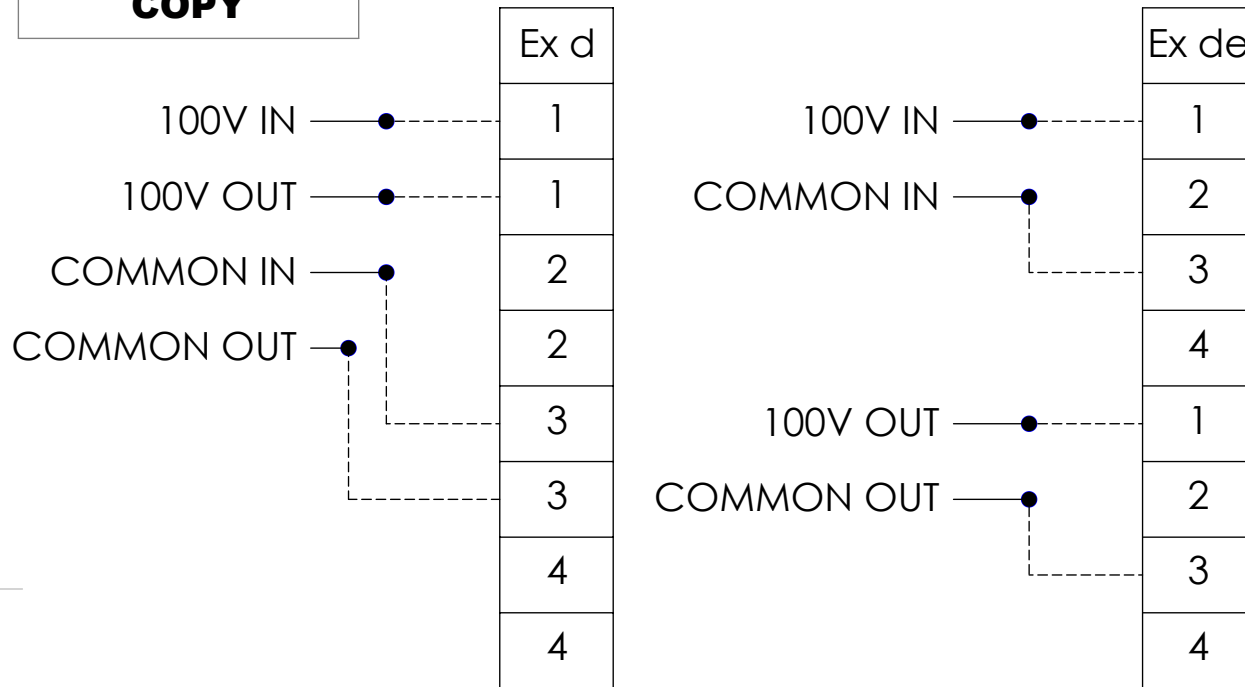 COPY
Ex d
100V IN 1
100V OUT 1
COMMON IN 2
COMMON OUT 2
3
3
4
4
Ex de
100V IN 1
COMMON IN 2
3
4
100V OUT 1
COMMON OUT 2
3
4